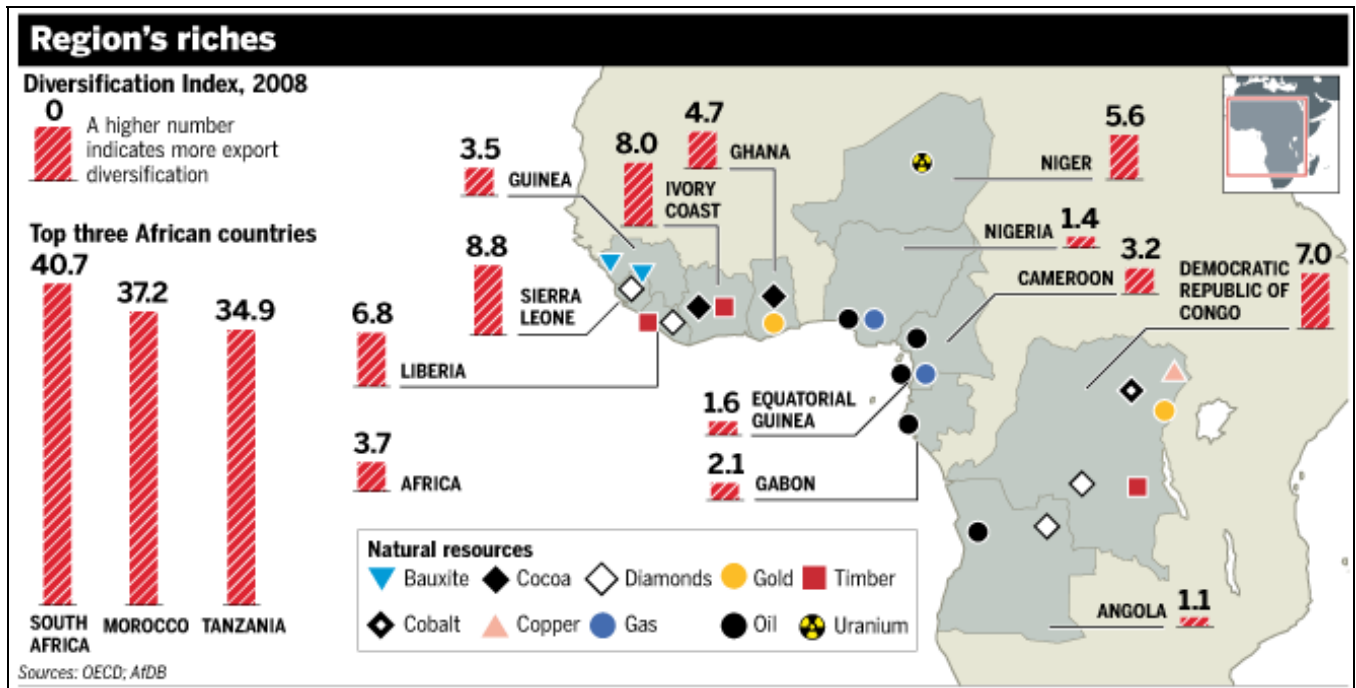 Region's riches
Diversification Index, 2008
0
A higher number
indicates more export
diversification
Top three African countries
40.7
SOUTH
AFRICA
37.2
MOROCCO
34.9
TANZANIA
3.5
GUINEA
8.8
SIERRA
LEONE
6.8
LIBERIA
3.7
AFRICA
8.0
IVORY
COAST
4.7
GHANA
5.6
NIGER
1.4
NIGERIA
3.2
CAMEROON
7.0
DEMOCRATIC
REPUBLIC OF
CONGO
1.6
EQUATORIAL
GUINEA
2.1
GABON
1.1
ANGOLA
Natural resources
Bauxite Cocoa Diamonds Gold Timber
Cobalt Copper Gas Oil Uranium
Sources: OECD; AfDB